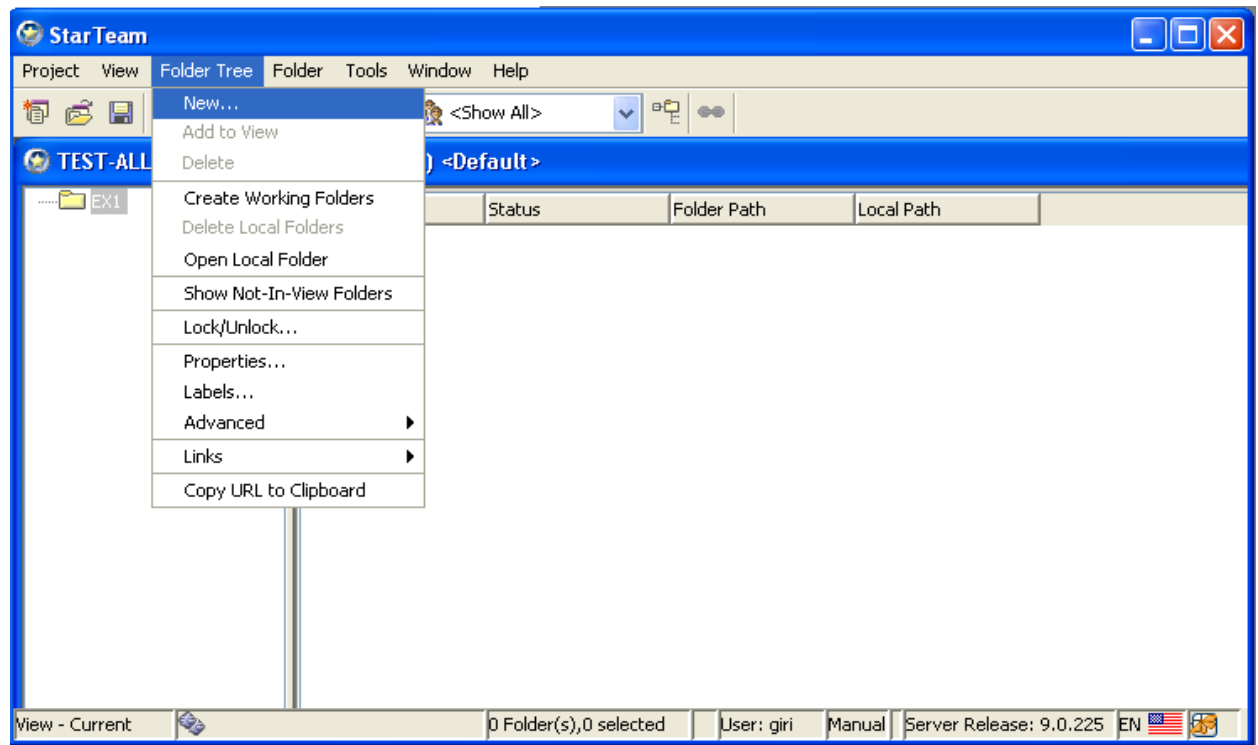 StarTeam
Project View Folder Tree Folder Tools Window Help
<Show All>
TEST-ALL ) <Default>
EX1
New...
Add to View
Delete
Create Working Folders
Delete Local Folders
Open Local Folder
Show Not-In-View Folders
Lock/Unlock...
Properties...
Labels...
Advanced
Links
Copy URL to Clipboard
Status Folder Path Local Path
View - Current 0 Folder(s),0 selected User: giri Manual Server Release: 9.0.225 EN